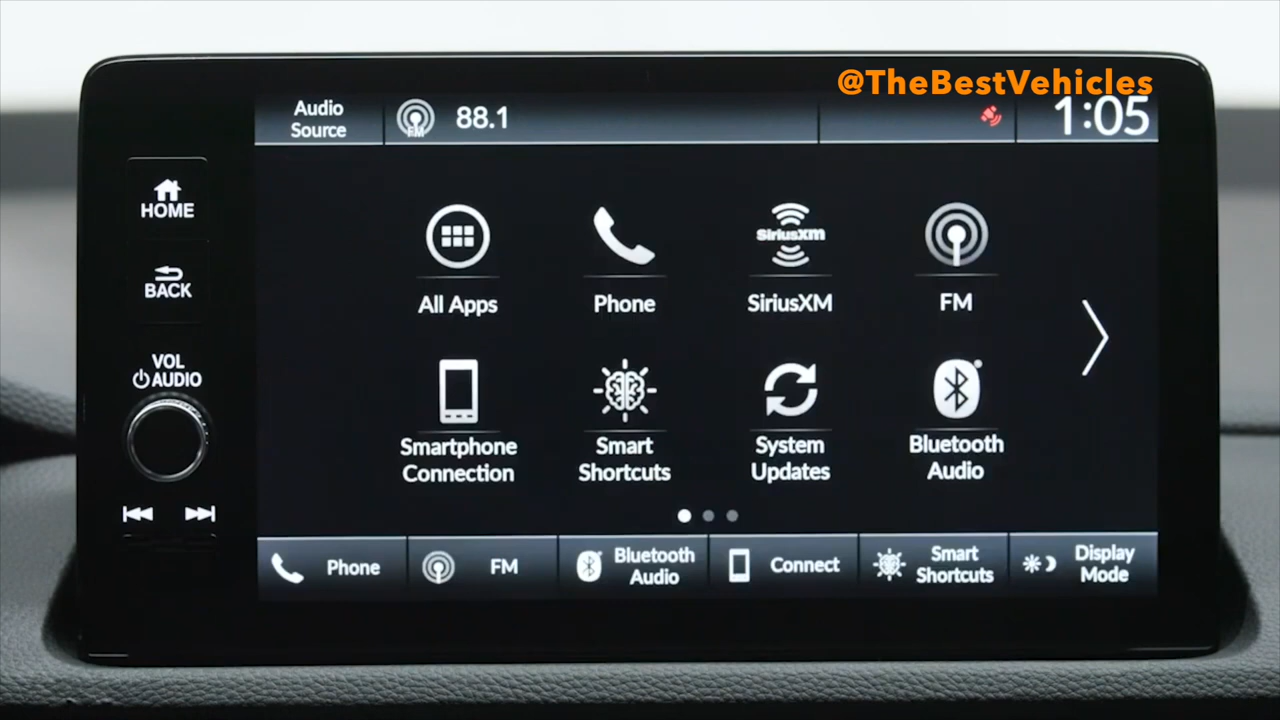 @TheBestVehicles
Audio
Source
FM
88.1
1:05
HOME
BACK
VOL
AUDIO
SiriusXM
All Apps
Phone
SiriusXM
FM
Smartphone
Connection
Smart
Shortcuts
System
Updates
Bluetooth
Audio
Phone
FM
Bluetooth
Audio
Connect
Smart
Shortcuts
Display
Mode